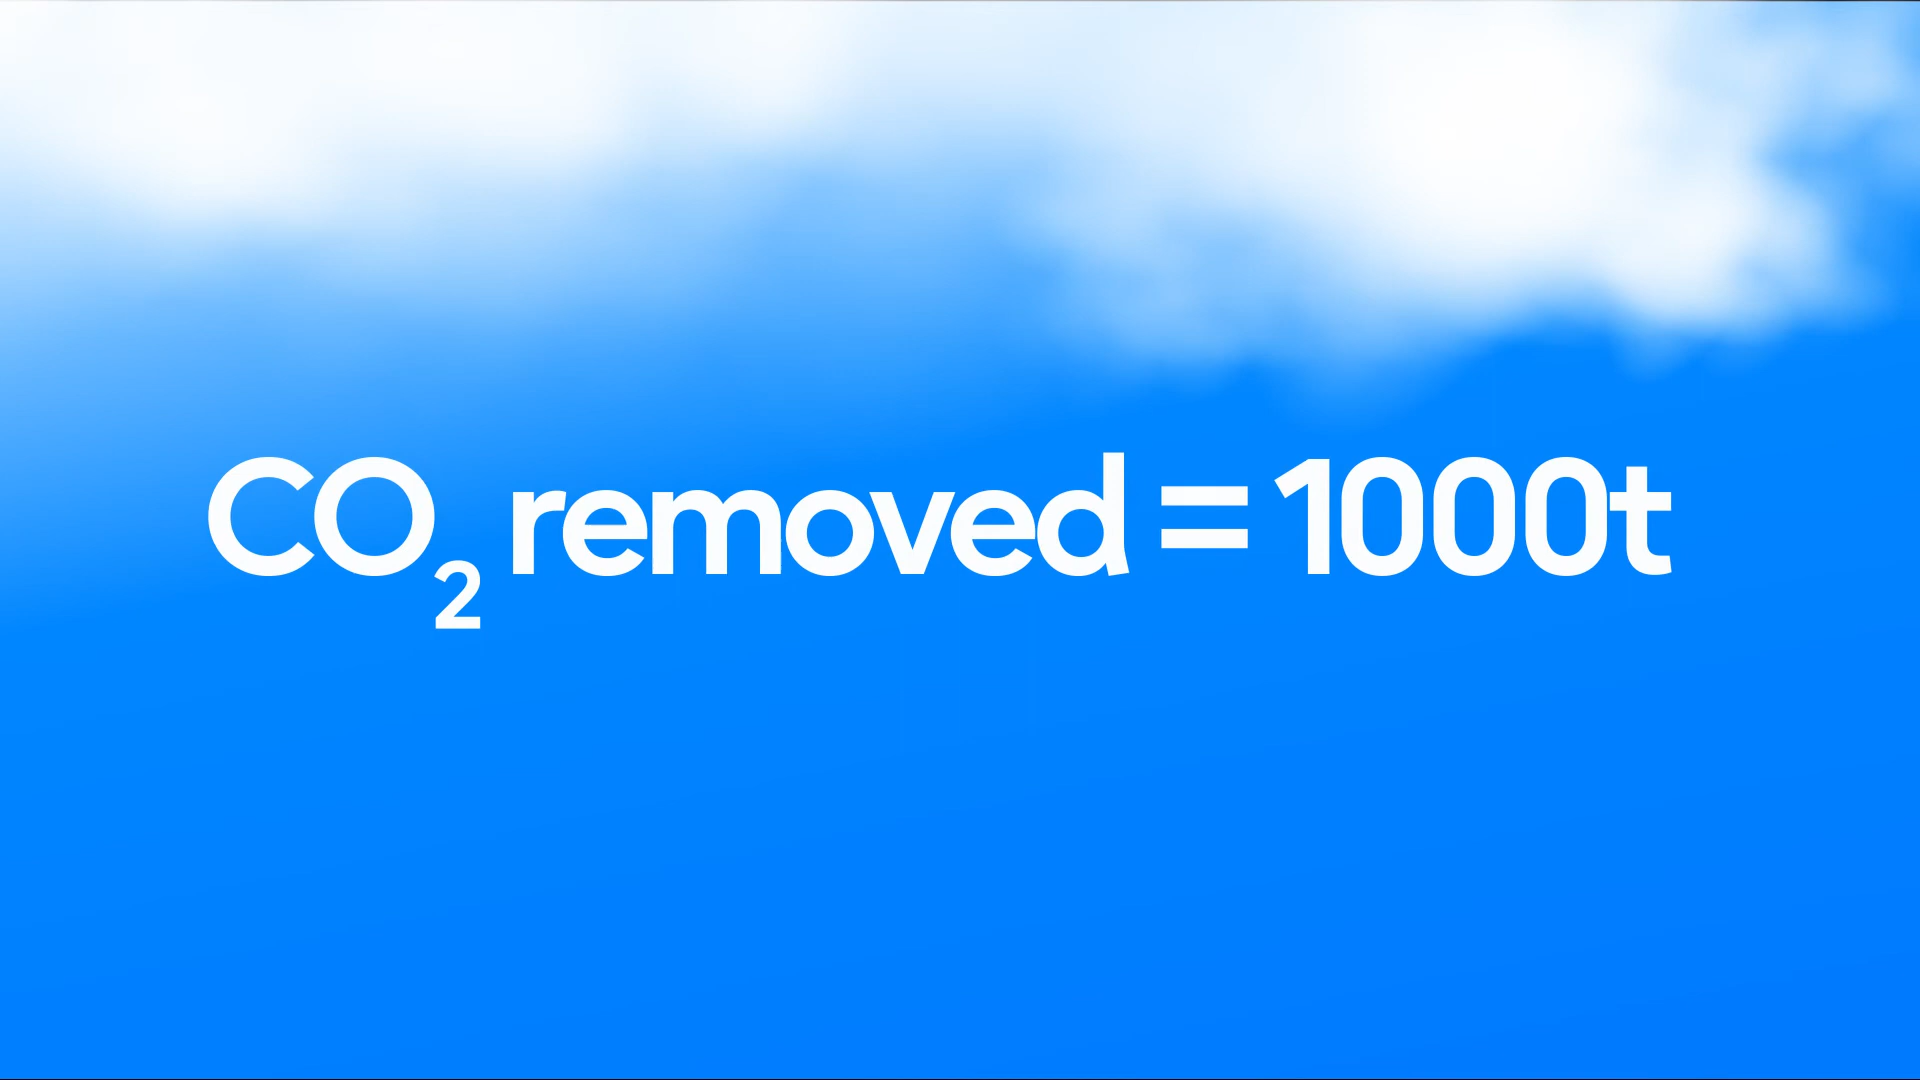 CO₂ removed = 1000t